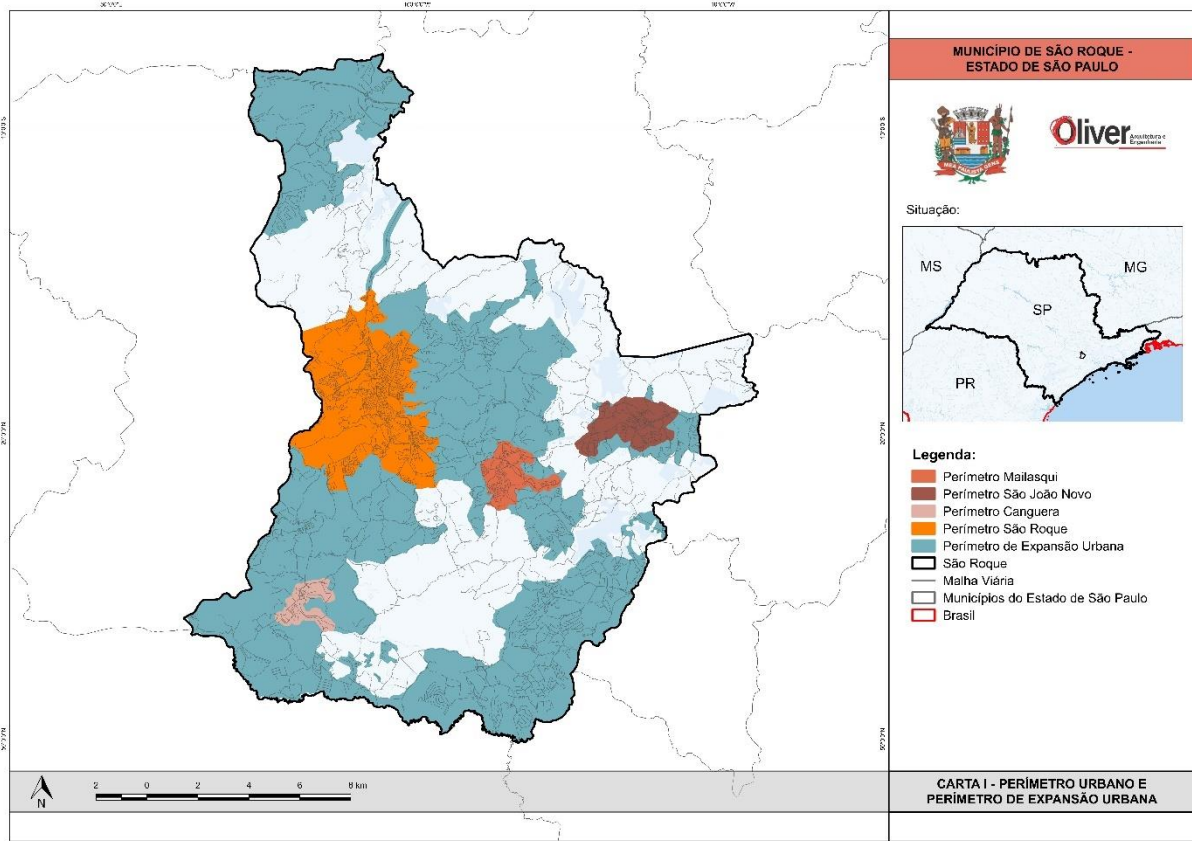 MUNICÍPIO DE SÃO ROQUE -
ESTADO DE SÃO PAULO
Oliver
Arquitetura e
Engenharia
Situação:
MS
MG
SP
PR
Legenda:
Perímetro Mailasqui
Perímetro São João Novo
Perímetro Canguera
Perímetro São Roque
Perímetro de Expansão Urbana
São Roque
Malha Viária
Municípios do Estado de São Paulo
Brasil
N
2 0 2 4 6 8 km
CARTA I - PERÍMETRO URBANO E
PERÍMETRO DE EXPANSÃO URBANA